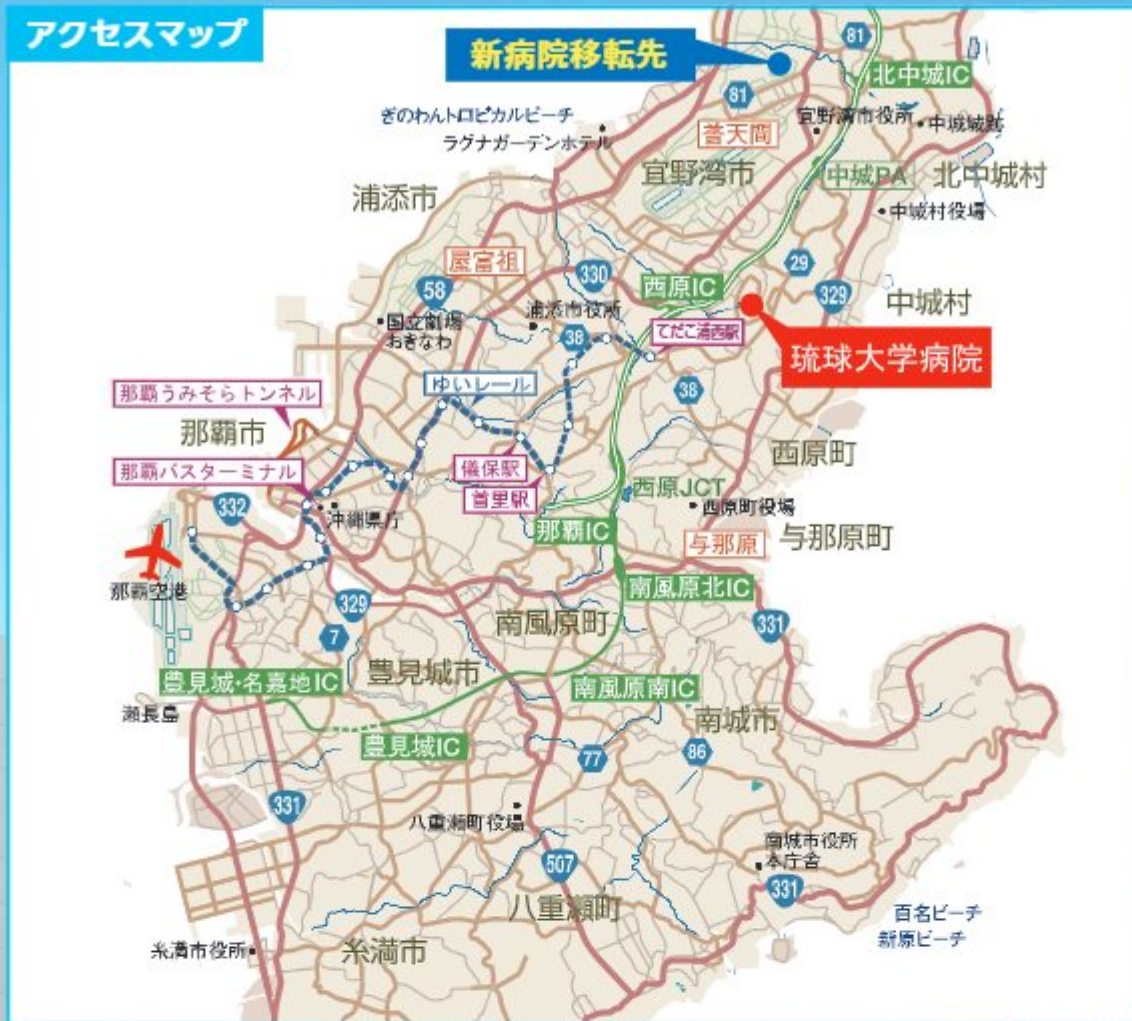 アクセスマップ
新病院移転先
81
北中城IC
ぎのわんトロピカルビーチ
ラグナガーデンホテル
81
普天間
宜野湾市役所
中城城跡
宜野湾市
中城PA
北中城村
浦添市
中城村役場
屋富祖
330
西原IC
29
58
329
中城村
国立劇場
おきなわ
浦添市役所
38
てだこ浦西駅
琉球大学病院
ゆいレール
38
那覇うみそらトンネル
那覇市
那覇バスターミナル
儀保駅
首里駅
西原町
西原JCT
332
沖縄県庁
西原町役場
那覇IC
与那原
与那原町
那覇空港
南風原北IC
329
7
南風原町
331
豊見城市
豊見城・名嘉地IC
南風原南IC
瀬長島
南城市
豊見城IC
77
86
331
八重瀬町役場
南城市役所
本庁舎
507
331
八重瀬町
百名ビーチ
新原ビーチ
糸満市役所
糸満市